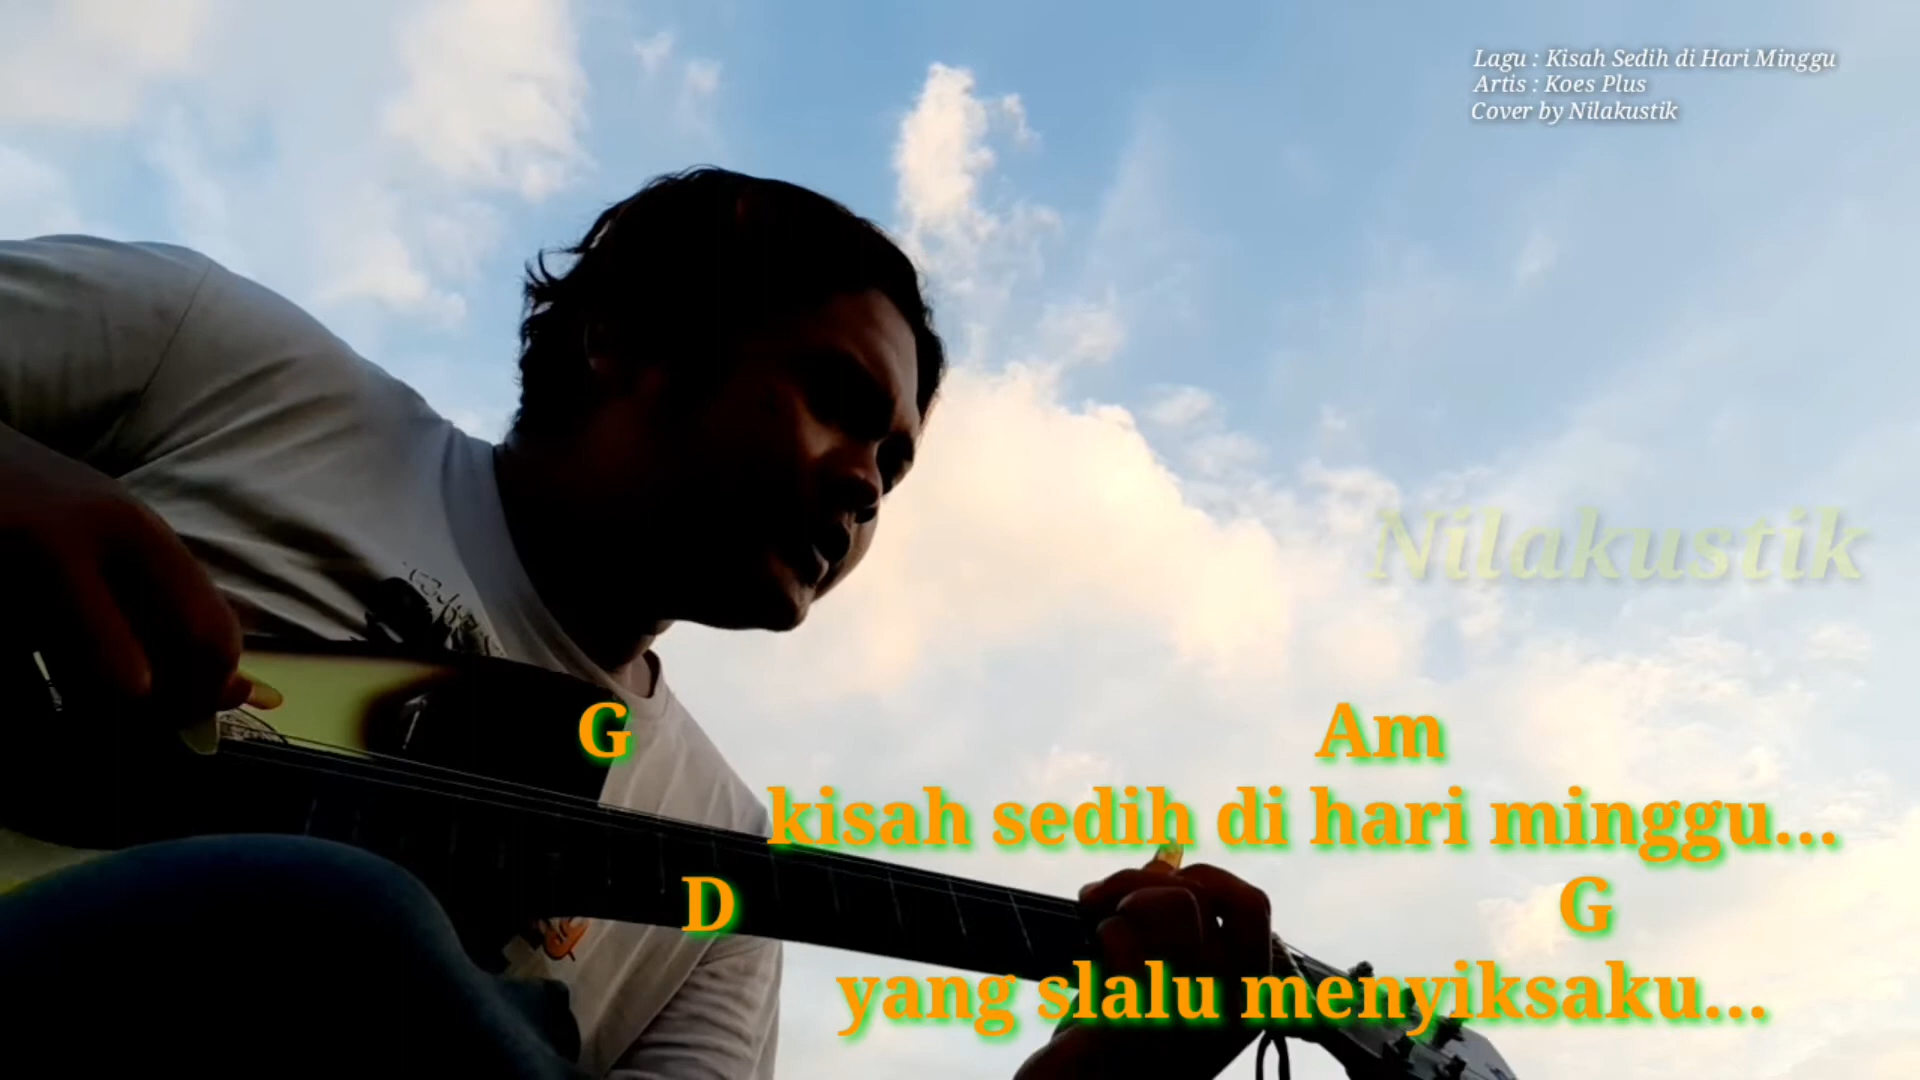 Lagu : Kisah Sedih di Hari Minggu
Artis : Koes Plus
Cover by Nilakustik
Nilakustik
G Am
kisah sedih di hari minggu...
D G
yang slalu menyiksaku...